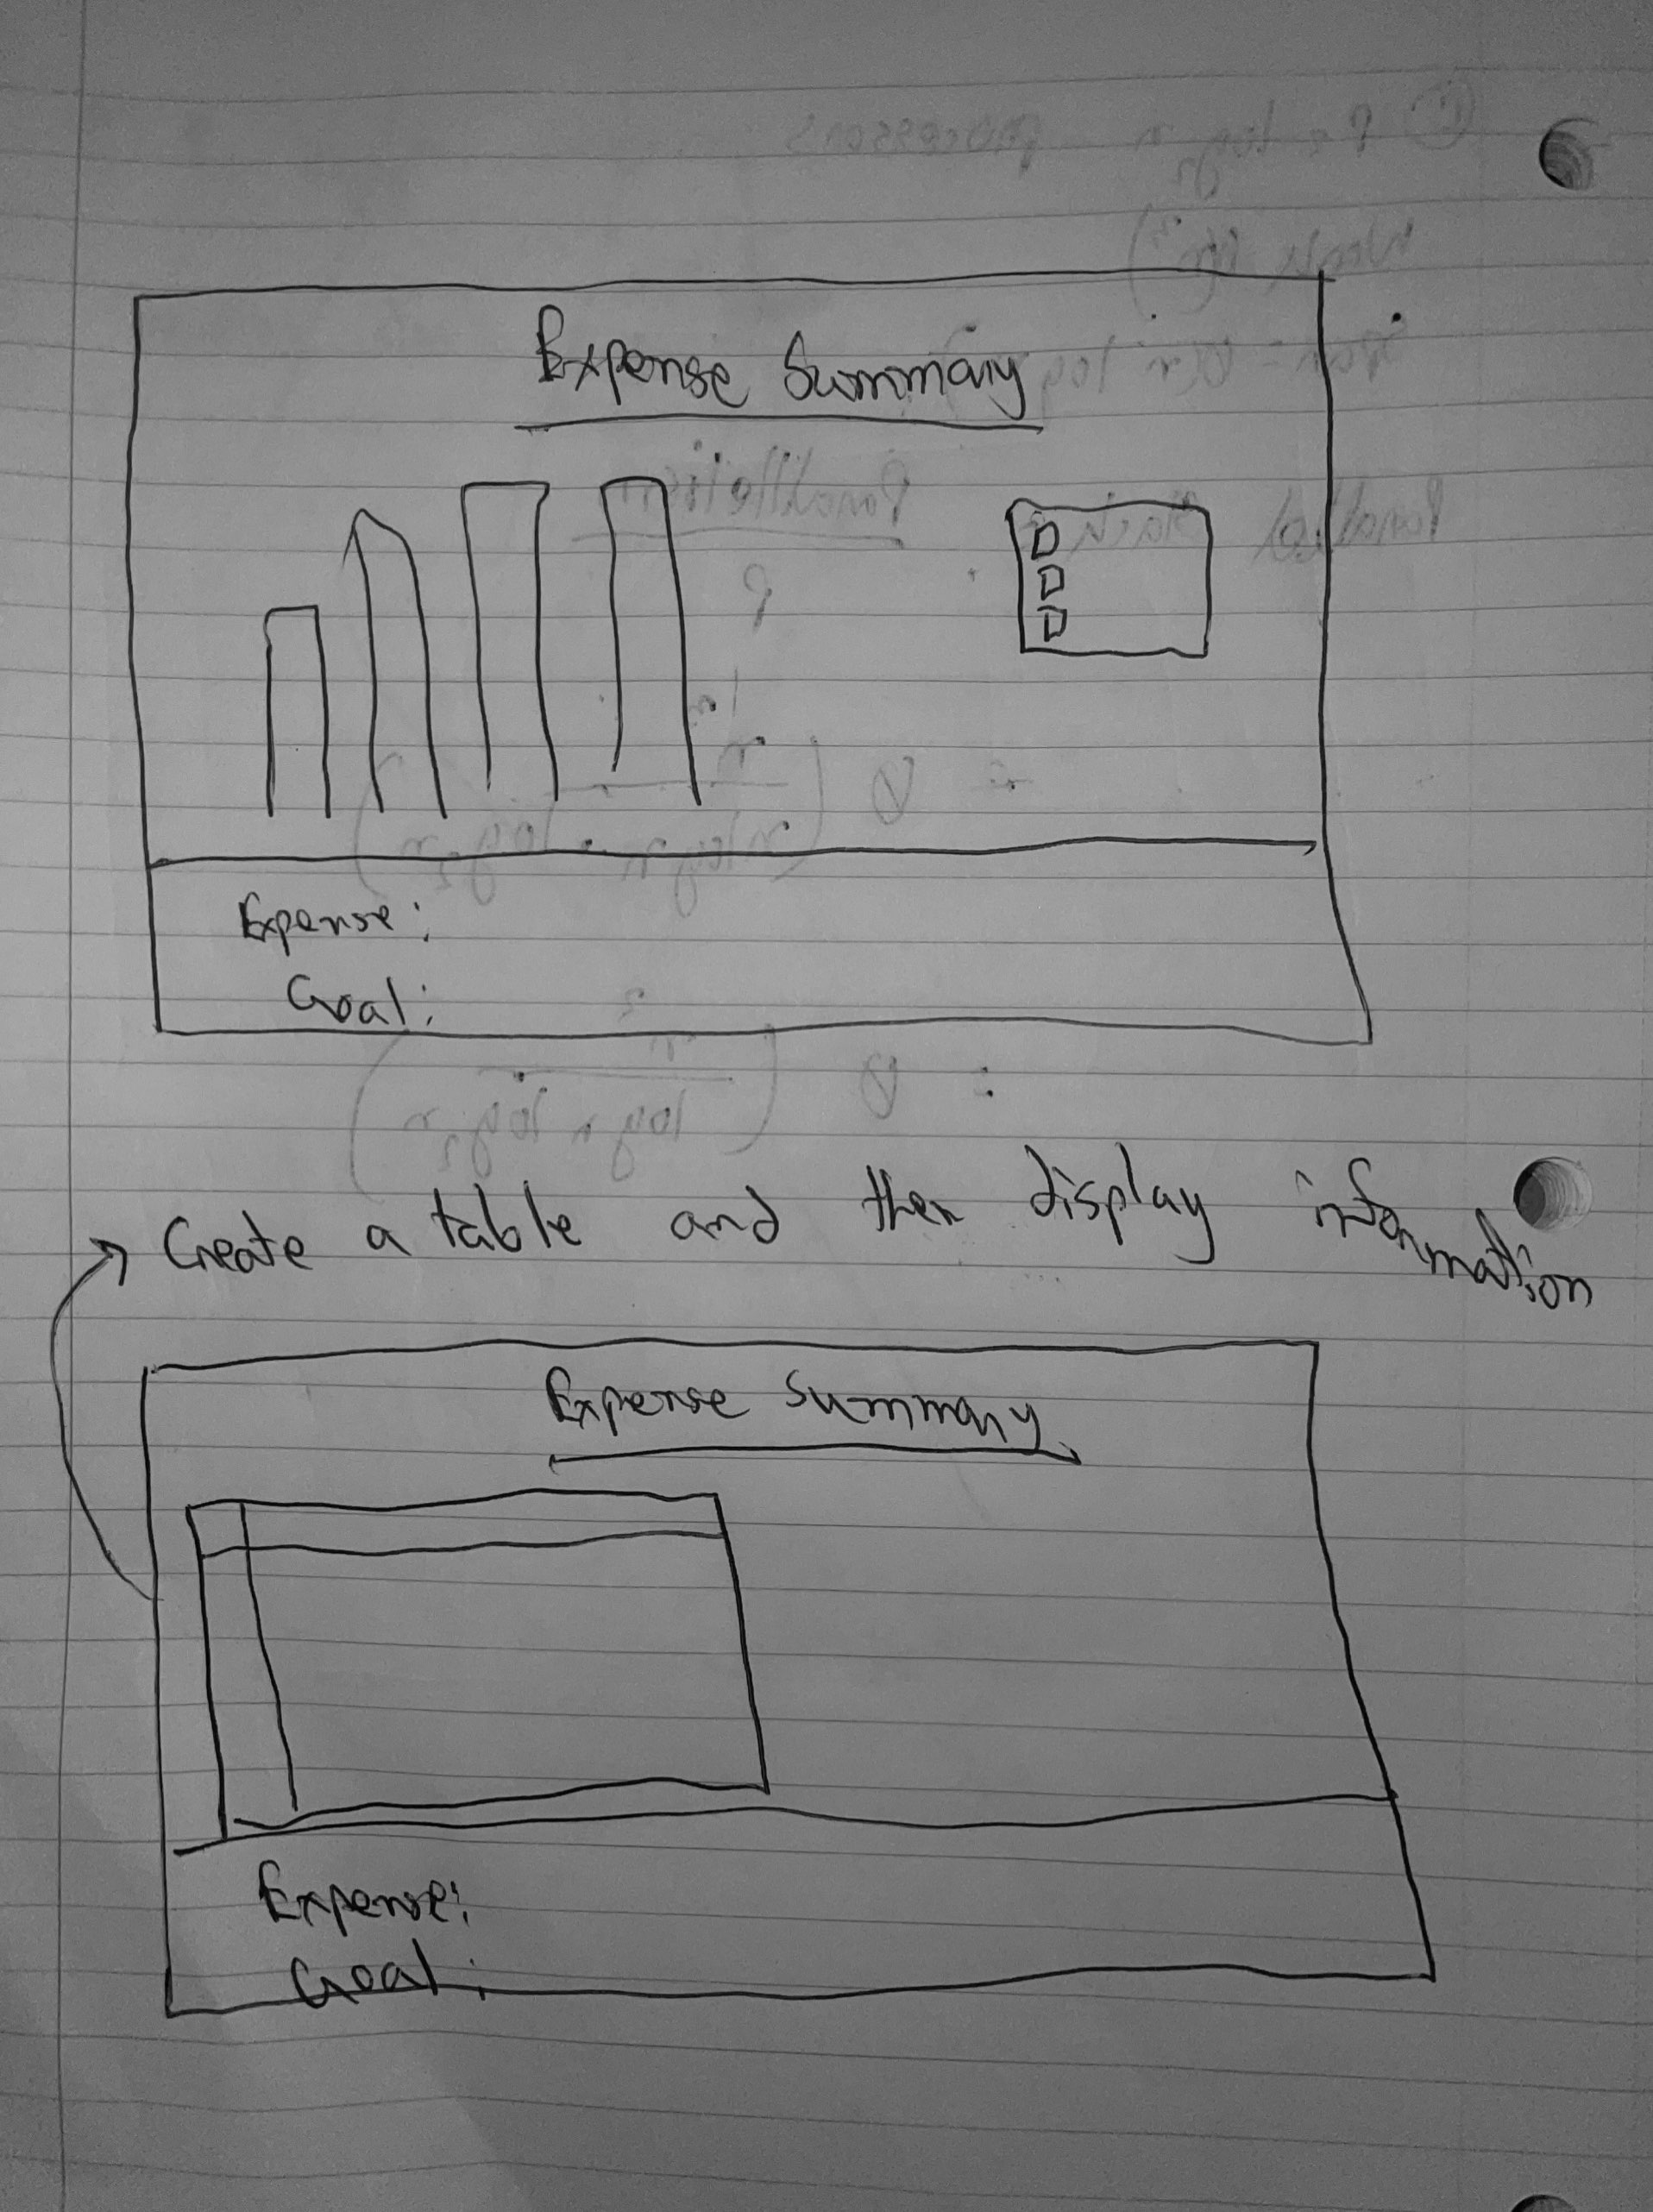 Expense Summary
Expense:
Goal:
Create a table and then display information
Expense Summary
Expense:
Goal: